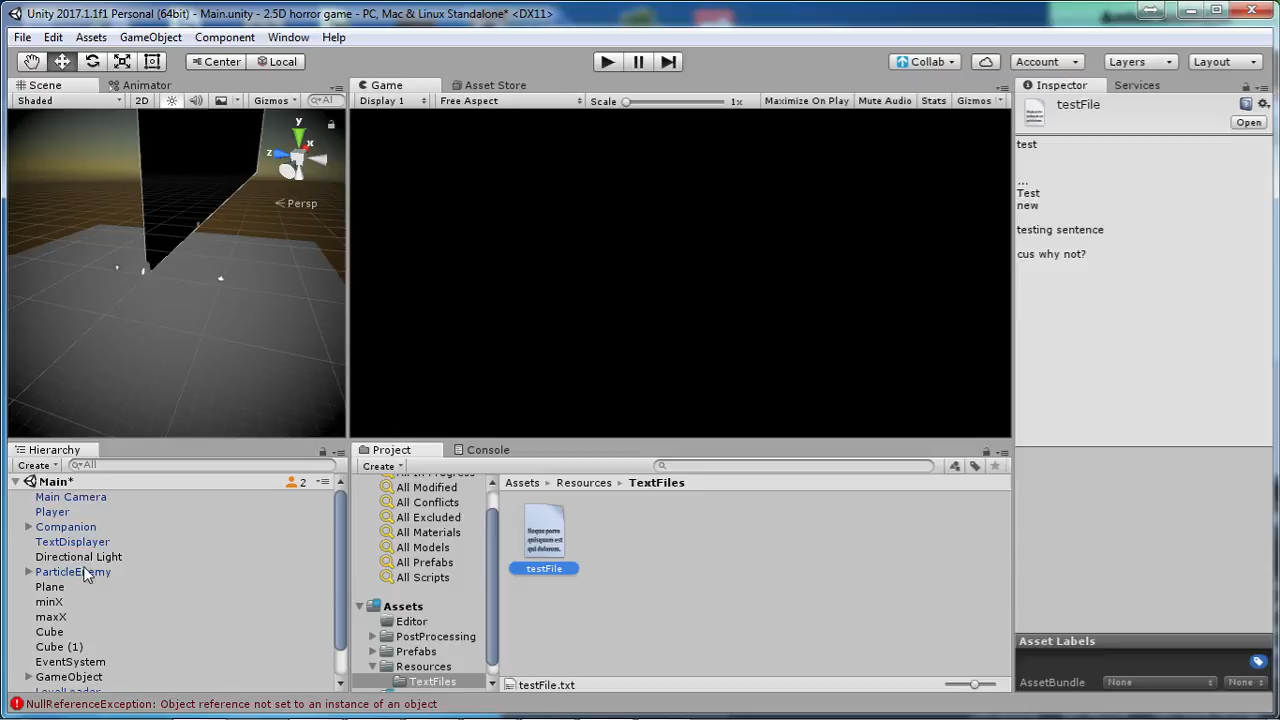 Unity 2017.1.1f1 Personal (64bit) - Main.unity - 2.5D horror game - PC, Mac & Linux Standalone* <DX11>
File Edit Assets GameObject Component Window Help
Center Local Collab Account Layers Layout
Scene Animator Game Asset Store Inspector Services
Shaded 2D Gizmos All Display 1 Free Aspect Scale 1x Maximize On Play Mute Audio Stats Gizmos
testFile
Open
y
x
z
Persp
test
...
Test
new
testing sentence
cus why not?
Hierarchy Project Console
Create All Create
Main* 2
Main Camera
Player
Companion
TextDisplayer
Directional Light
ParticleEnemy
Plane
minX
maxX
Cube
Cube (1)
EventSystem
GameObject
LevelLoader
All In Progress
All Modified
All Conflicts
All Excluded
All Materials
All Models
All Prefabs
All Scripts
Assets
Editor
PostProcessing
Prefabs
Resources
TextFiles
Assets Resources TextFiles
testFile
testFile.txt
Asset Labels
AssetBundle None None
NullReferenceException: Object reference not set to an instance of an object